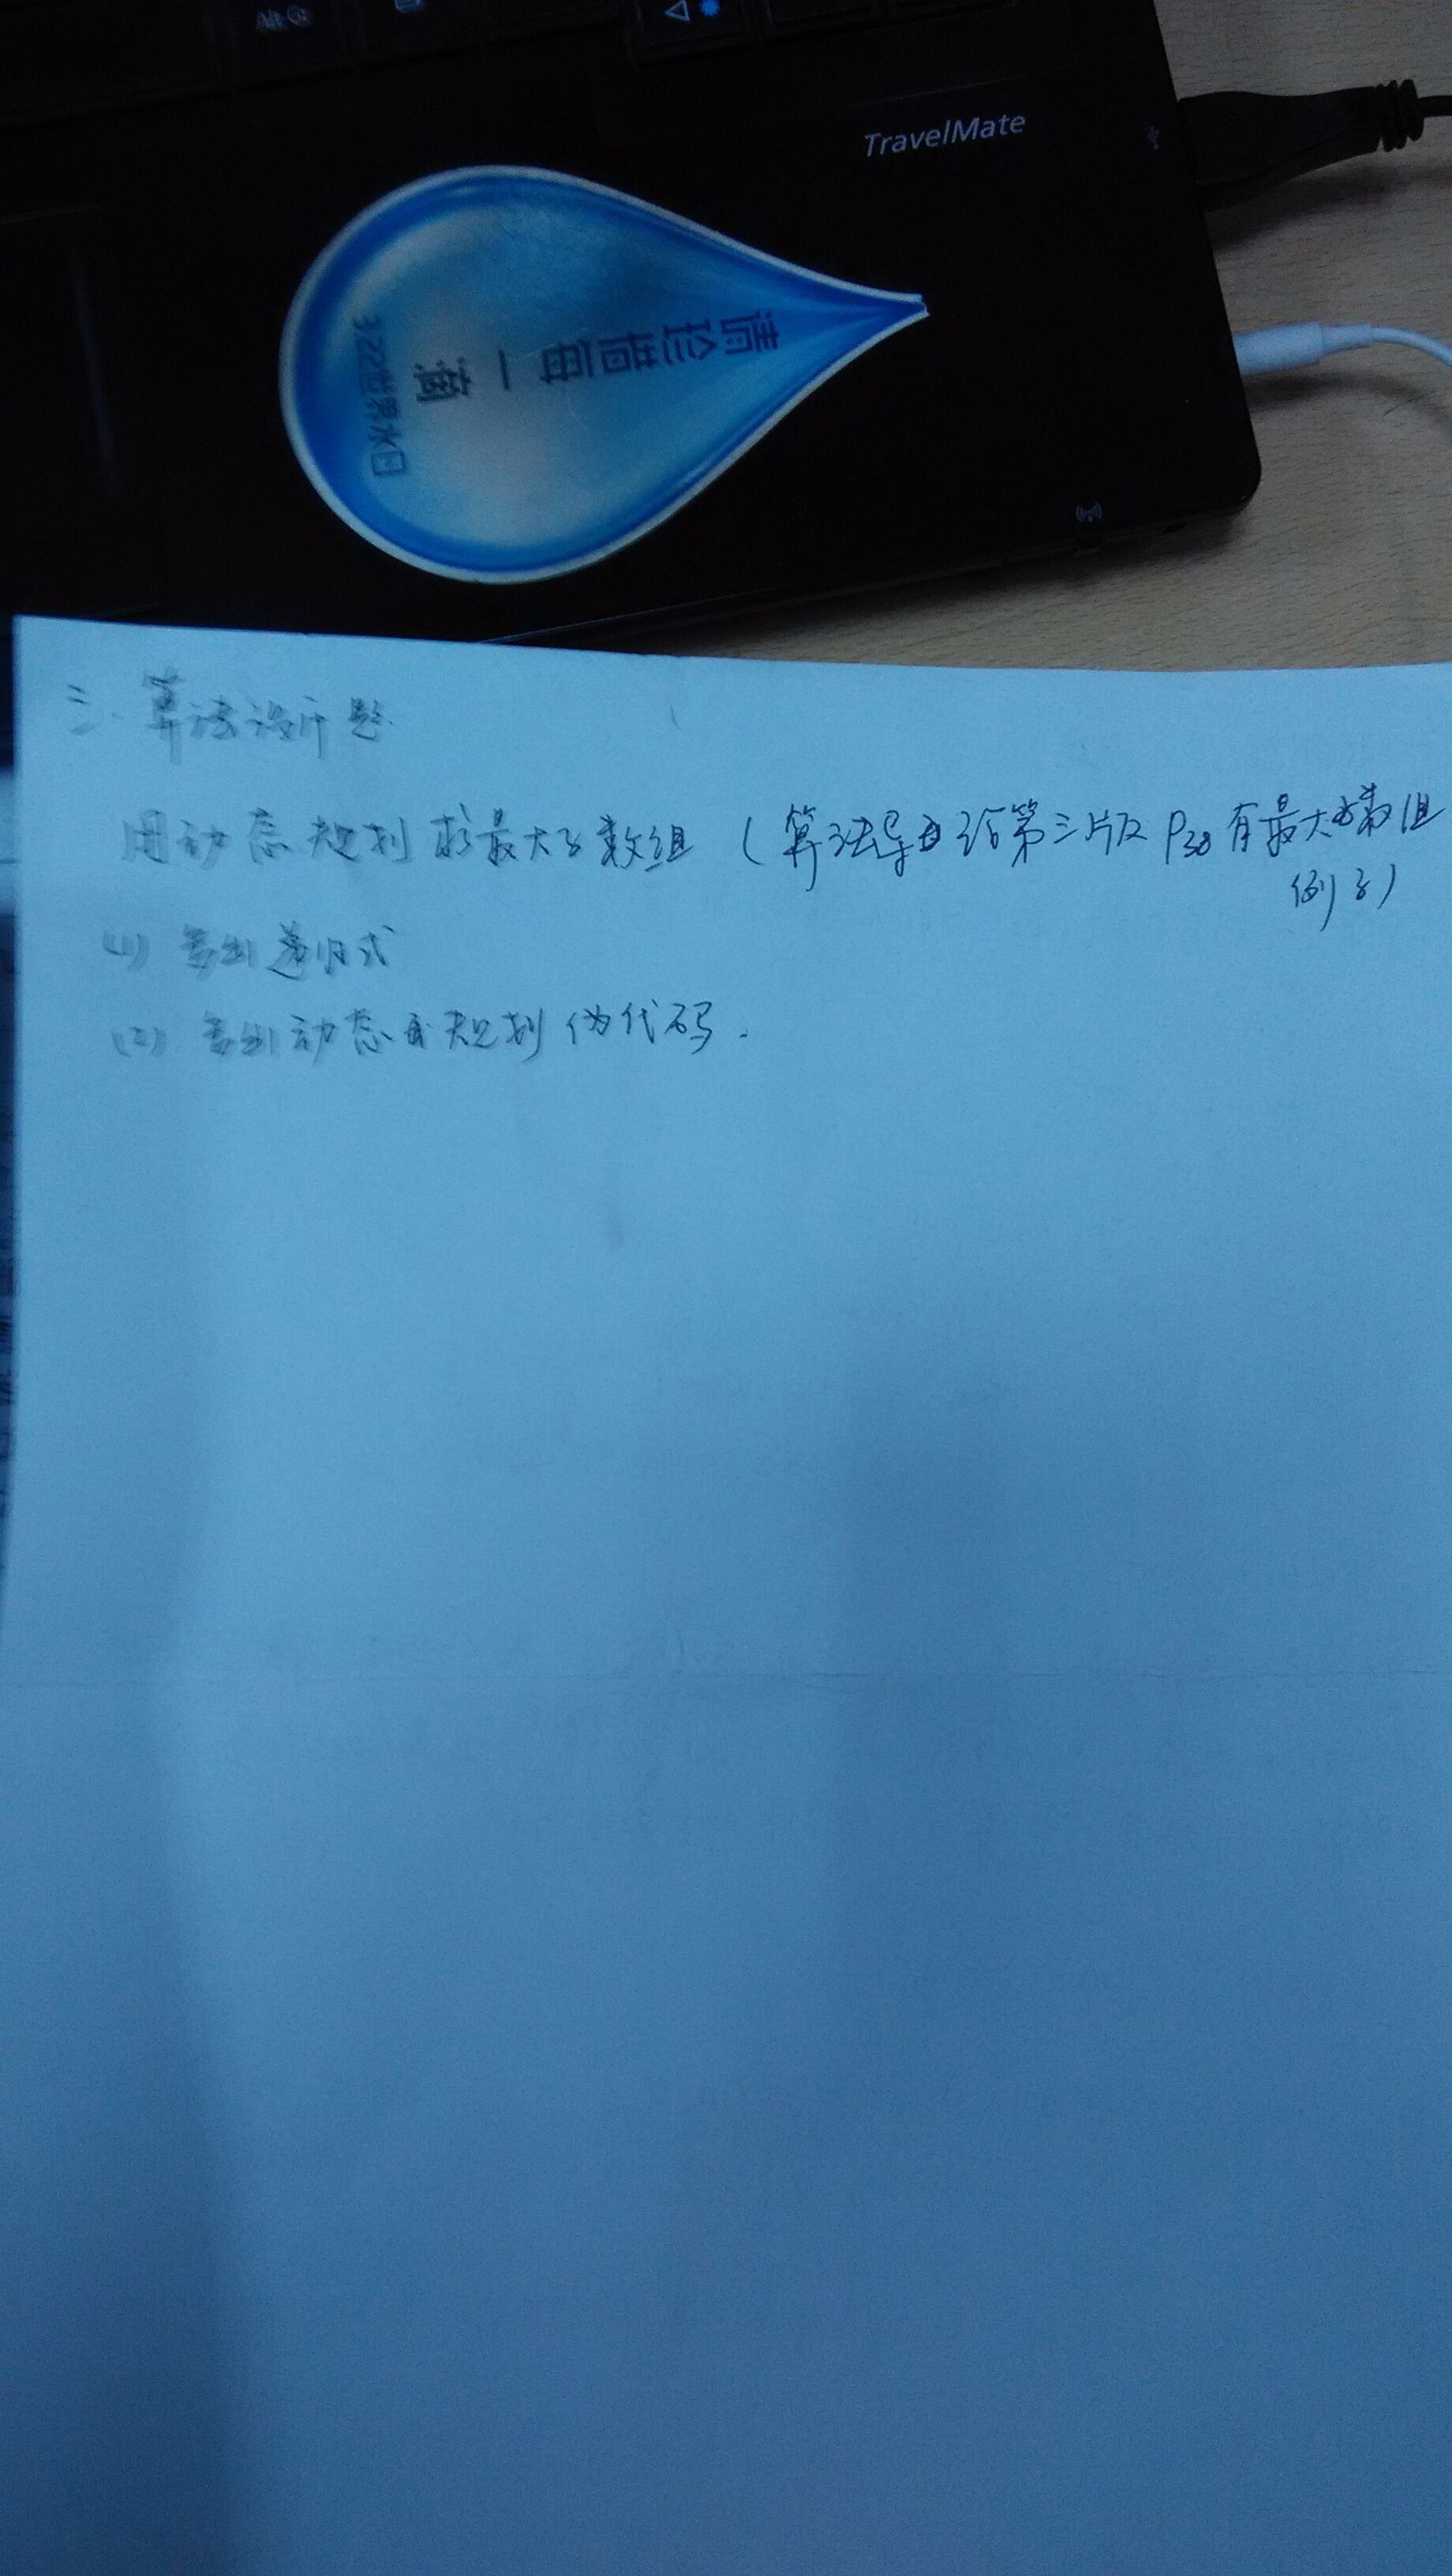 Alt Gr
TravelMate
请珍惜每一滴
3.22世界水日
三.算法设计题.
用动态规划求最大子数组 (算法导论第三版 P38 有最大子数组
例子)
(1) 写出递归式
(2) 写出动态规划伪代码.